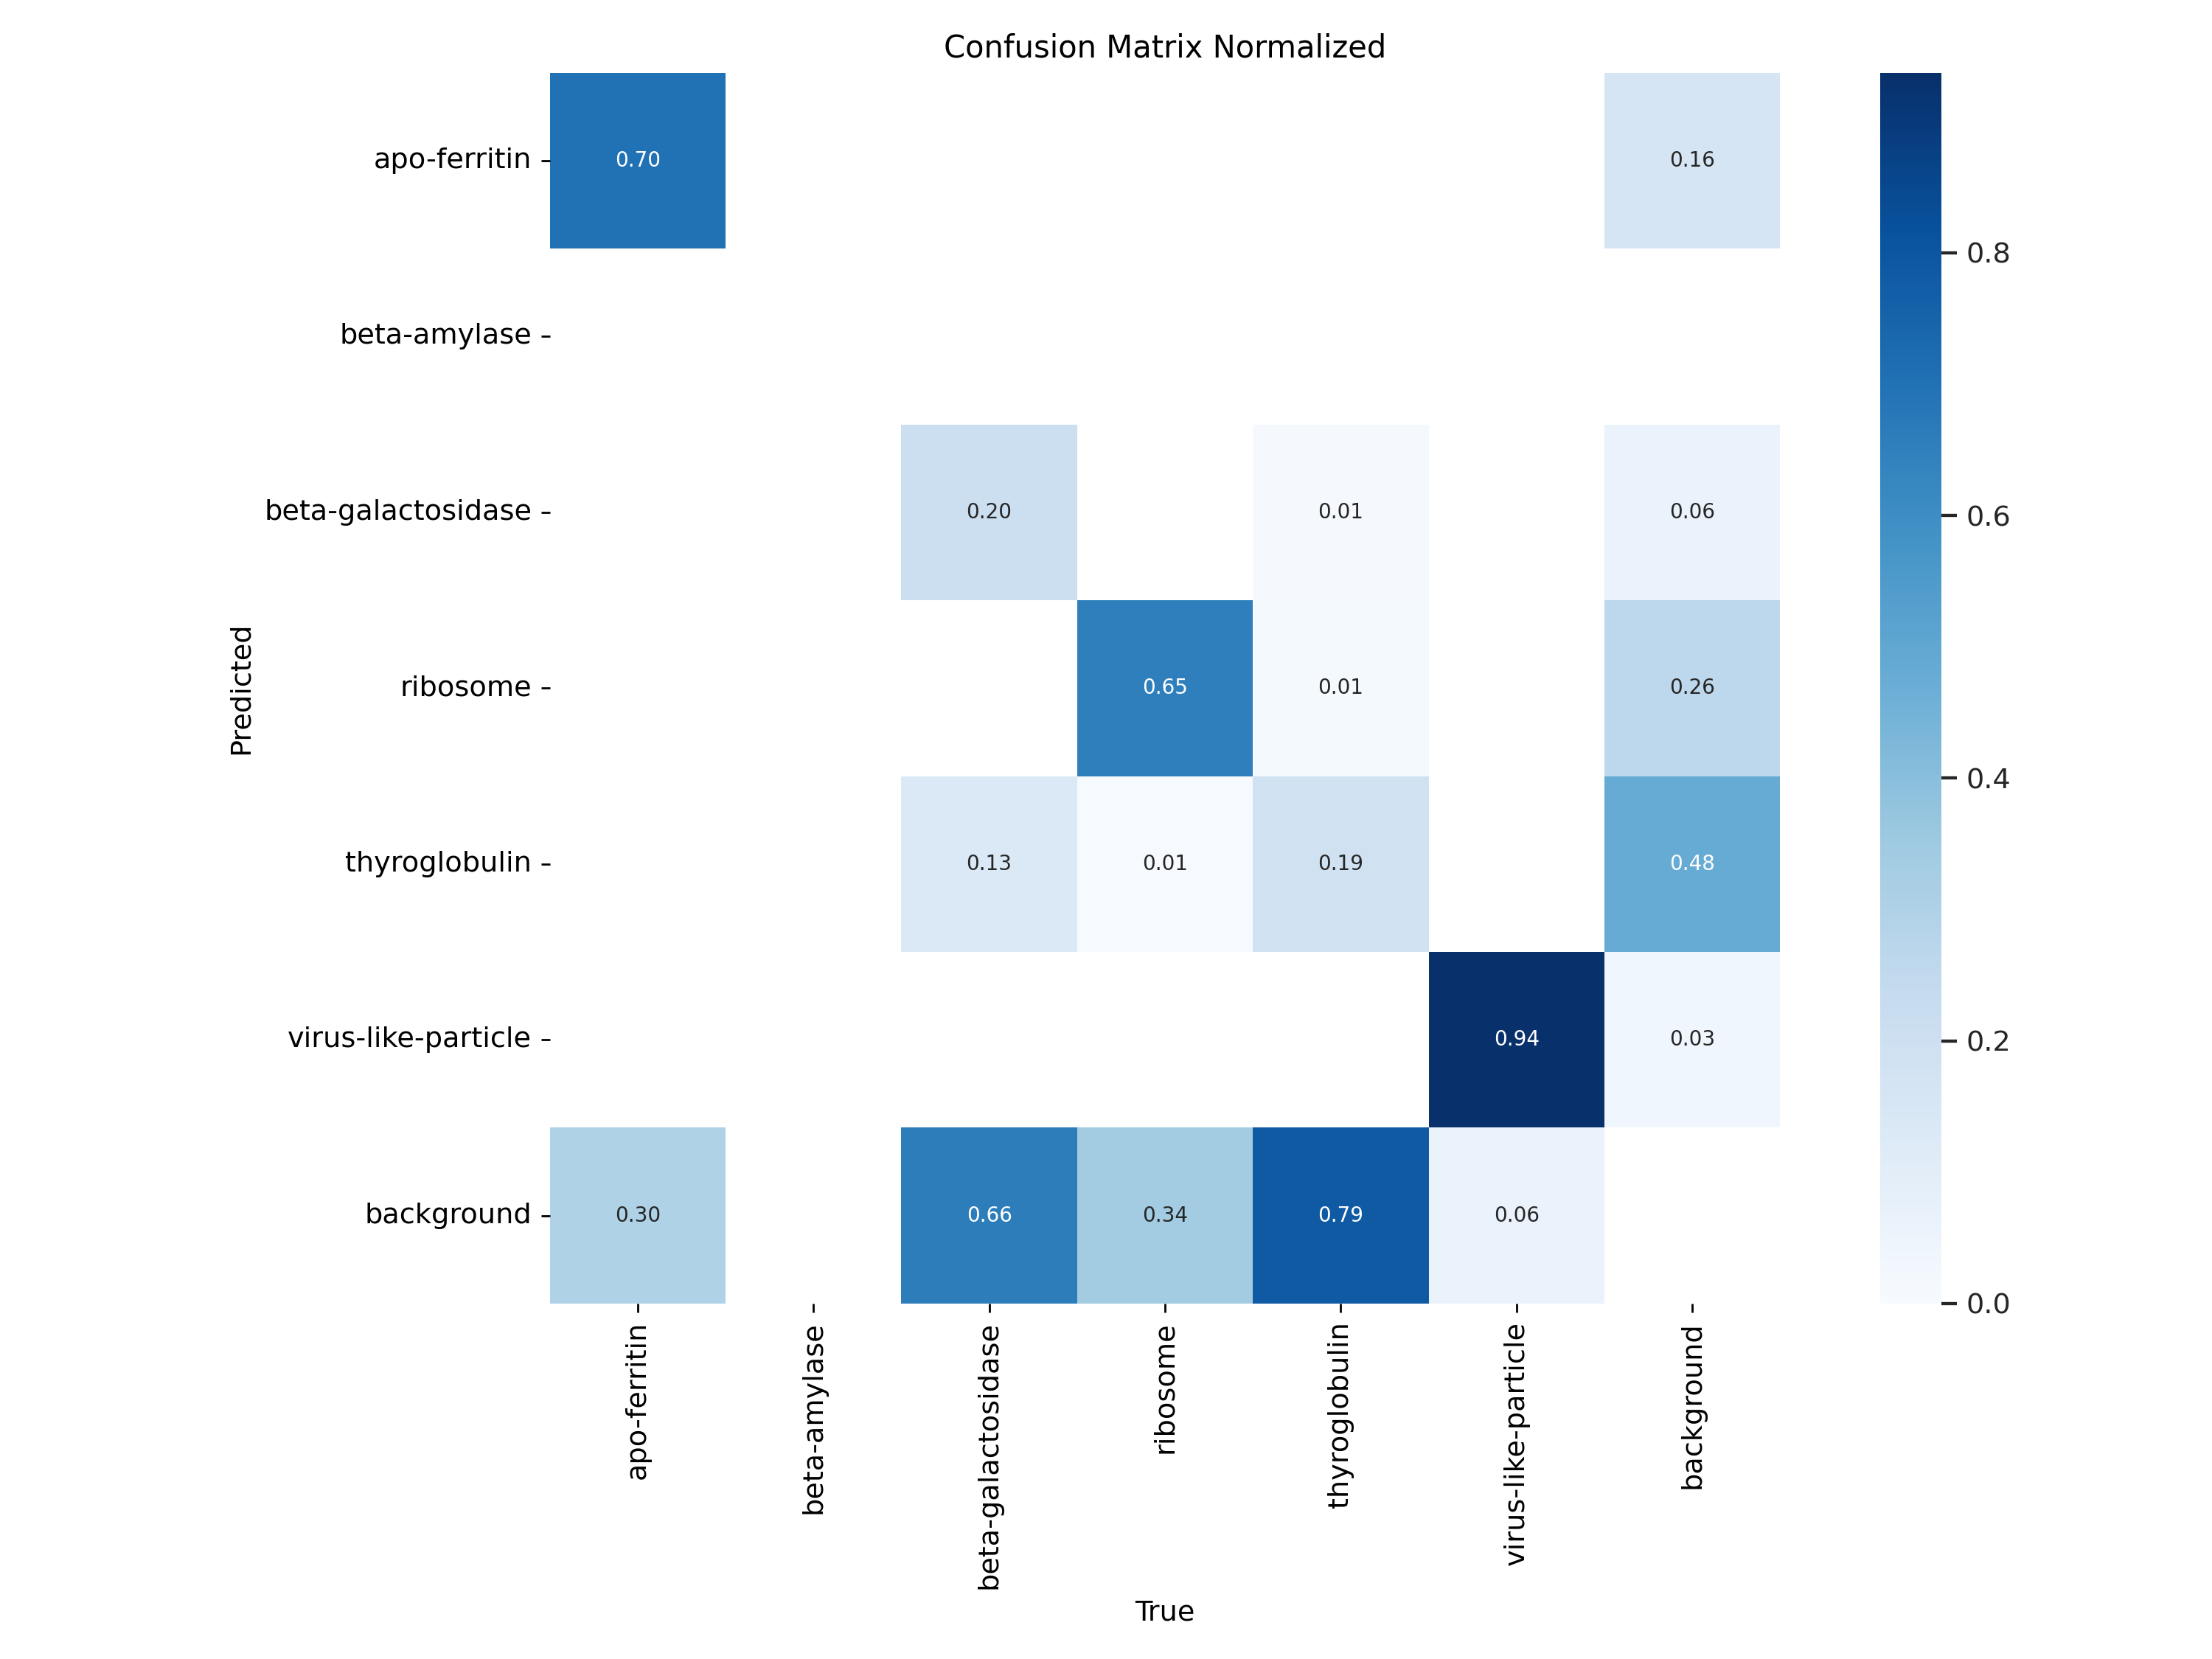 Confusion Matrix Normalized
apo-ferritin
0.70
0.16
beta-amylase
beta-galactosidase
0.20
0.01
0.06
ribosome
0.65
0.01
0.26
thyroglobulin
0.13
0.01
0.19
0.48
virus-like-particle
0.94
0.03
background
0.30
0.66
0.34
0.79
0.06
Predicted
apo-ferritin
beta-amylase
beta-galactosidase
ribosome
thyroglobulin
virus-like-particle
background
True
0.8
0.6
0.4
0.2
0.0